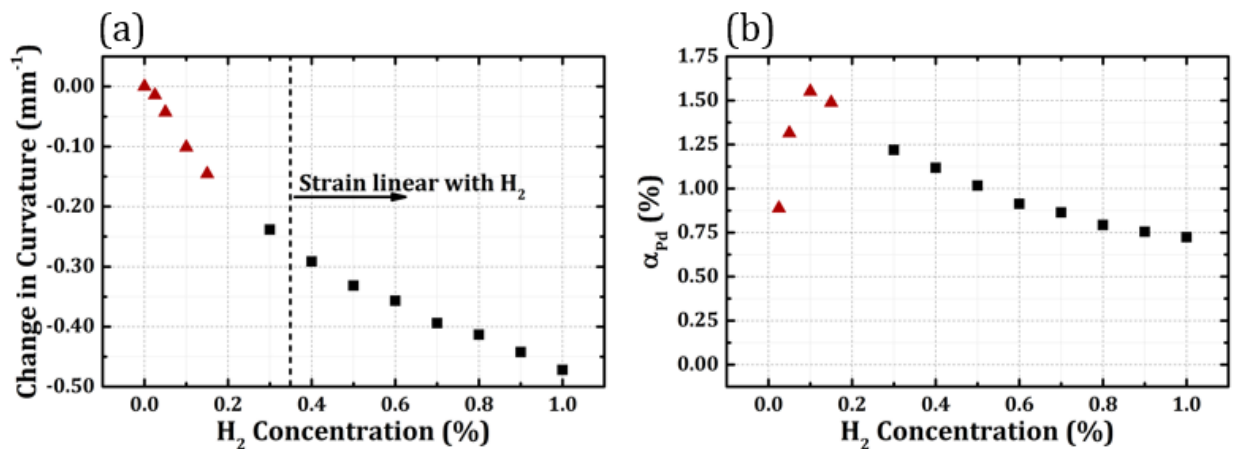 (a)
Change in Curvature (mm⁻¹)
0.00
-0.10
-0.20
-0.30
-0.40
-0.50
Strain linear with H₂
0.0 0.2 0.4 0.6 0.8 1.0
H₂ Concentration (%)
(b)
α_Pd (%)
1.75
1.50
1.25
1.00
0.75
0.50
0.25
0.00
0.0 0.2 0.4 0.6 0.8 1.0
H₂ Concentration (%)